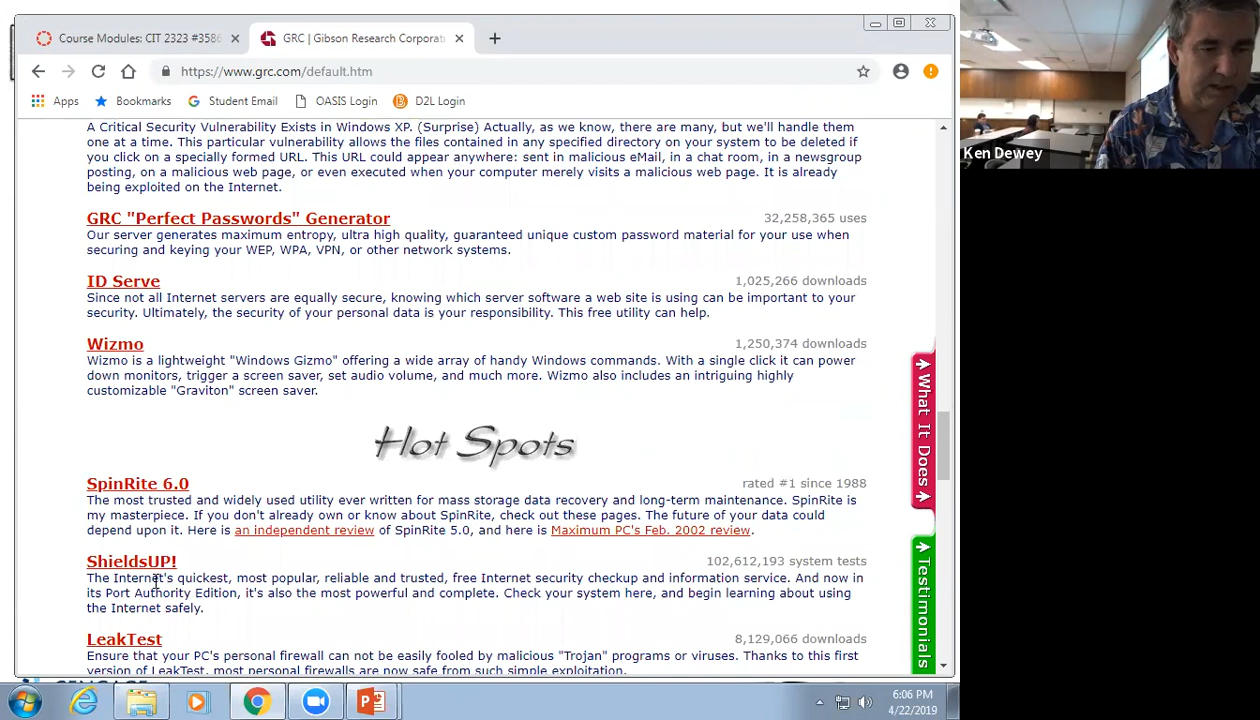 Course Modules: CIT 2323 #3586
GRC | Gibson Research Corporat
https://www.grc.com/default.htm
Apps
Bookmarks
Student Email
OASIS Login
D2L Login
A Critical Security Vulnerability Exists in Windows XP. (Surprise) Actually, as we know, there are many, but we'll handle them
one at a time. This particular vulnerability allows the files contained in any specified directory on your system to be deleted if
you click on a specially formed URL. This URL could appear anywhere: sent in malicious eMail, in a chat room, in a newsgroup
posting, on a malicious web page, or even executed when your computer merely visits a malicious web page. It is already
being exploited on the Internet.
GRC "Perfect Passwords" Generator
32,258,365 uses
Our server generates maximum entropy, ultra high quality, guaranteed unique custom password material for your use when
securing and keying your WEP, WPA, VPN, or other network systems.
ID Serve
1,025,266 downloads
Since not all Internet servers are equally secure, knowing which server software a web site is using can be important to your
security. Ultimately, the security of your personal data is your responsibility. This free utility can help.
Wizmo
1,250,374 downloads
Wizmo is a lightweight "Windows Gizmo" offering a wide array of handy Windows commands. With a single click it can power
down monitors, trigger a screen saver, set audio volume, and much more. Wizmo also includes an intriguing highly
customizable "Graviton" screen saver.
Hot Spots
SpinRite 6.0
rated #1 since 1988
The most trusted and widely used utility ever written for mass storage data recovery and long-term maintenance. SpinRite is
my masterpiece. If you don't already own or know about SpinRite, check out these pages. The future of your data could
depend upon it. Here is an independent review of SpinRite 5.0, and here is Maximum PC's Feb. 2002 review.
ShieldsUP!
102,612,193 system tests
The Internet's quickest, most popular, reliable and trusted, free Internet security checkup and information service. And now in
its Port Authority Edition, it's also the most powerful and complete. Check your system here, and begin learning about using
the Internet safely.
LeakTest
8,129,066 downloads
Ensure that your PC's personal firewall can not be easily fooled by malicious "Trojan" programs or viruses. Thanks to this first
version of LeakTest, most personal firewalls are now safe from such simple exploitation.
What It Does
Testimonials
Ken Dewey
6:06 PM
4/22/2019